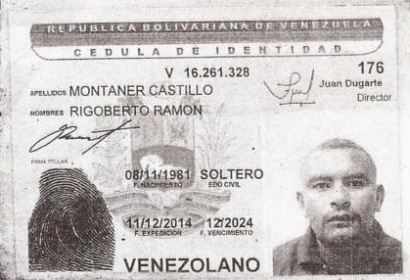 REPUBLICA BOLIVARIANA DE VENEZUELA
CEDULA DE IDENTIDAD
V 16.261.328
176
APELLIDOS MONTANER CASTILLO
Juan Dugarte
Director
NOMBRES RIGOBERTO RAMON
FIRMA TITULAR
08/11/1981 SOLTERO
F. NACIMIENTO EDO CIVIL
11/12/2014 12/2024
F. EXPEDICION F. VENCIMIENTO
VENEZOLANO